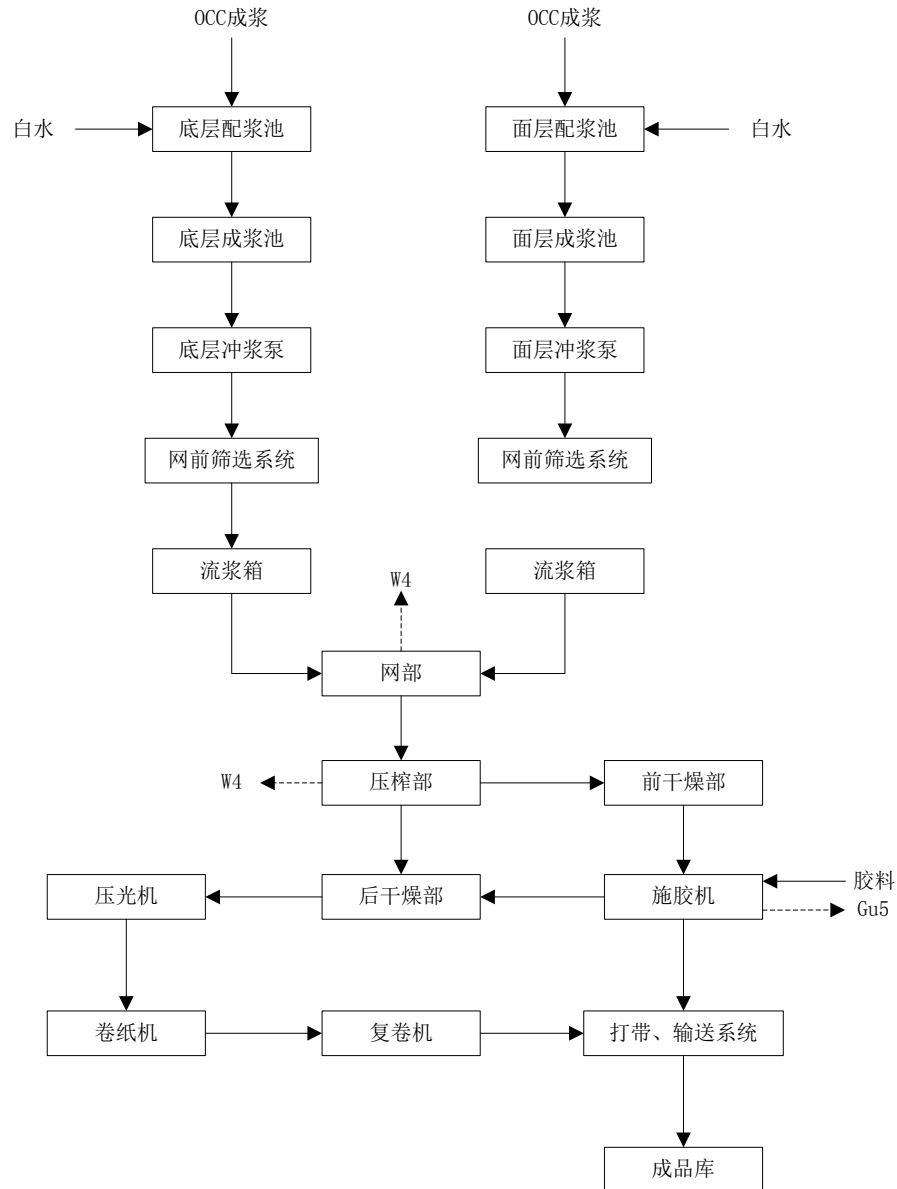 OCC成浆
OCC成浆
白水
底层配浆池
面层配浆池
白水
底层成浆池
面层成浆池
底层冲浆泵
面层冲浆泵
网前筛选系统
网前筛选系统
流浆箱
W4
流浆箱
网部
W4
压榨部
前干燥部
压光机
后干燥部
施胶机
胶料
Gu5
卷纸机
复卷机
打带、输送系统
成品库